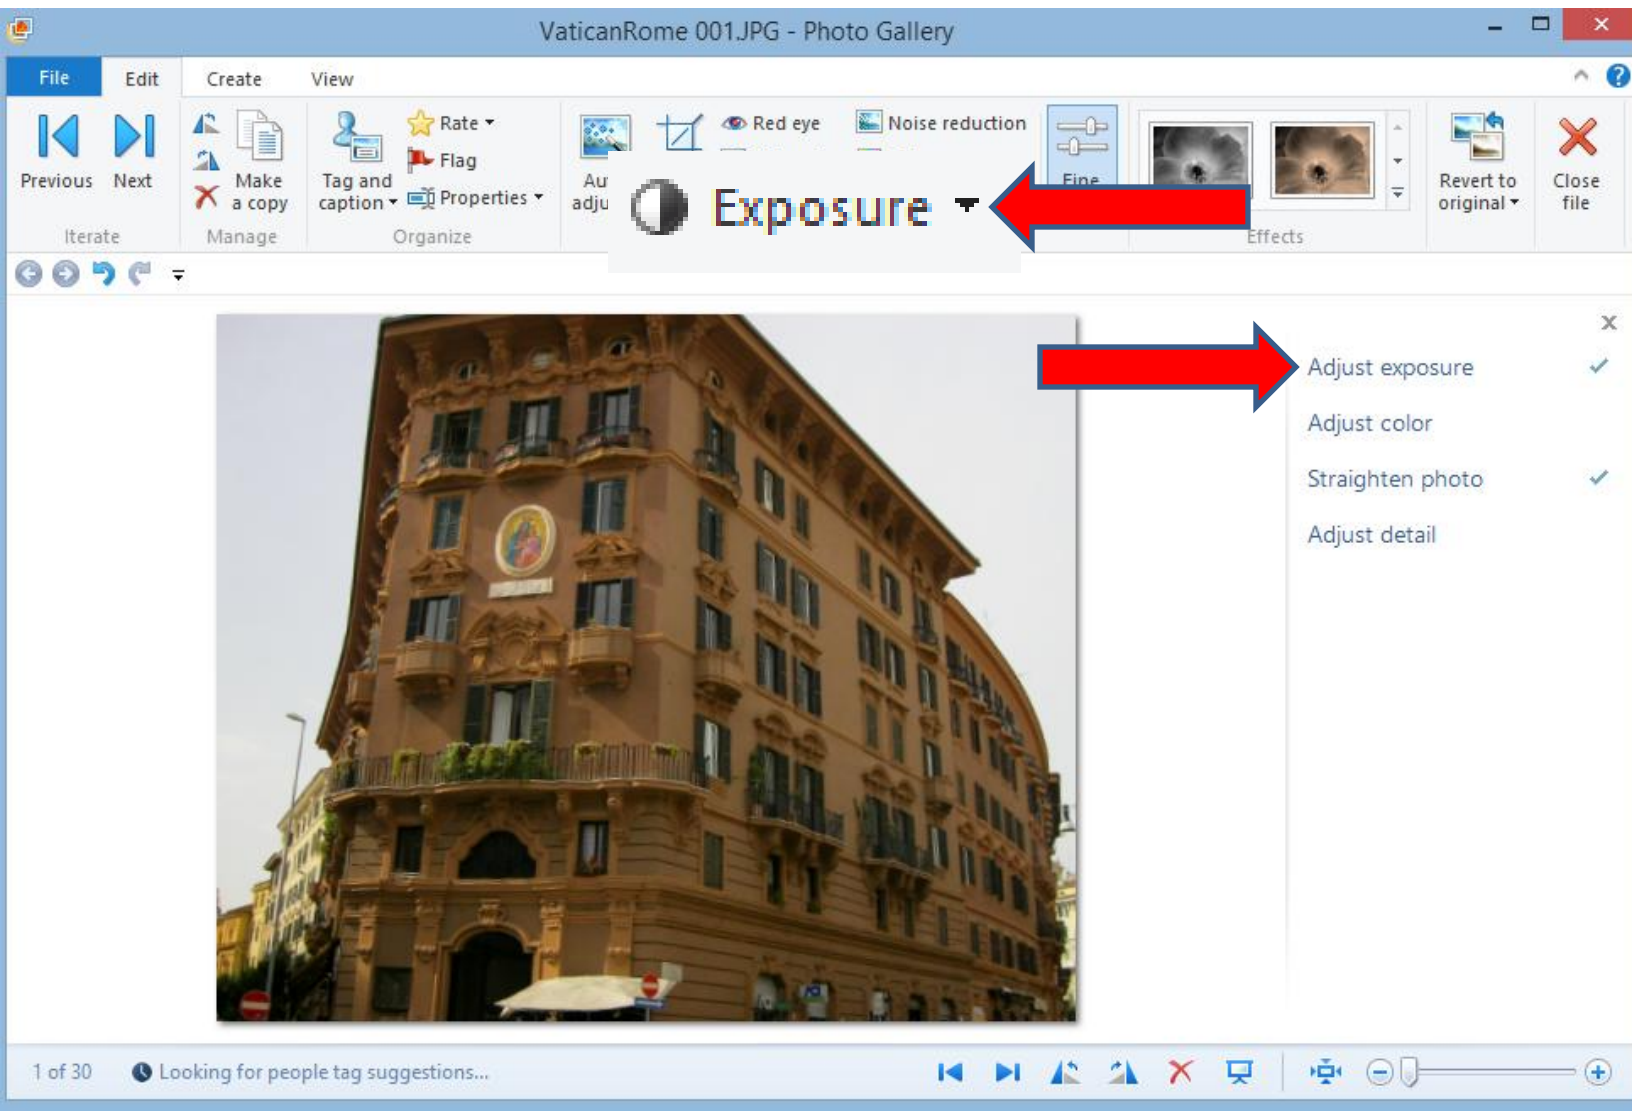 VaticanRome 001.JPG - Photo Gallery
File Edit Create View
Previous Next
Make a copy
Tag and caption
Rate
Flag
Properties
Red eye
Noise reduction
Exposure
Revert to original
Close file
Iterate Manage Organize Effects
Adjust exposure
Adjust color
Straighten photo
Adjust detail
1 of 30 Looking for people tag suggestions...